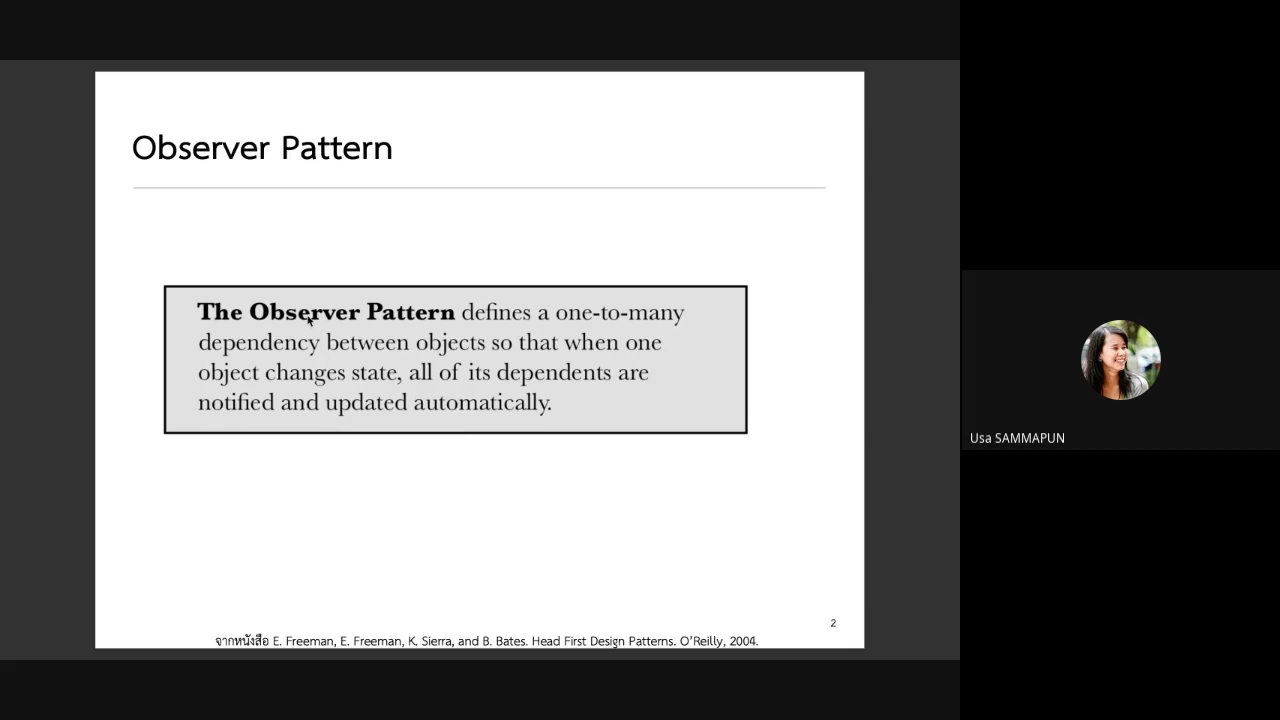 Observer Pattern
The Observer Pattern defines a one-to-many
dependency between objects so that when one
object changes state, all of its dependents are
notified and updated automatically.
2
จากหนังสือ E. Freeman, E. Freeman, K. Sierra, and B. Bates. Head First Design Patterns. O'Reilly, 2004.
Usa SAMMAPUN